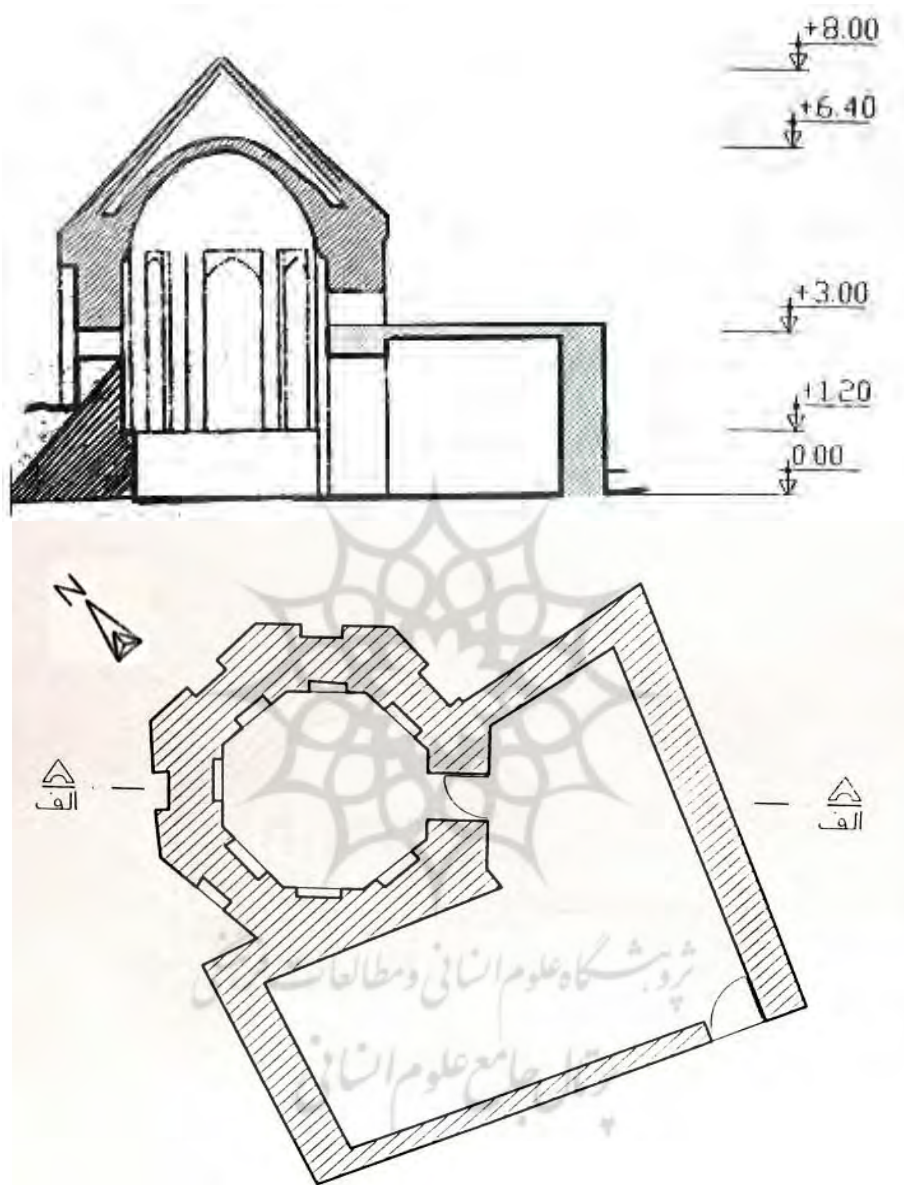 +8.00
+6.40
+3.00
+1.20
0.00
N
الف
الف
پژوهشگاه علوم انسانی و مطالعات
پرتال جامع علوم انسانی